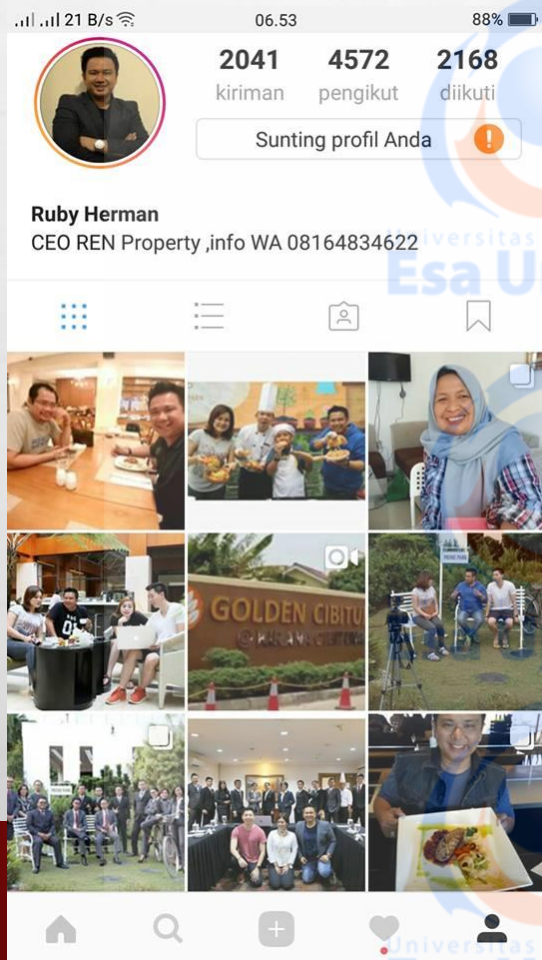 21 B/s 06.53 88%
2041 4572 2168
kiriman pengikut diikuti
Sunting profil Anda !
Ruby Herman
CEO REN Property ,info WA 08164834622
Universitas
Esa U
GOLDEN CIBITU
Universitas